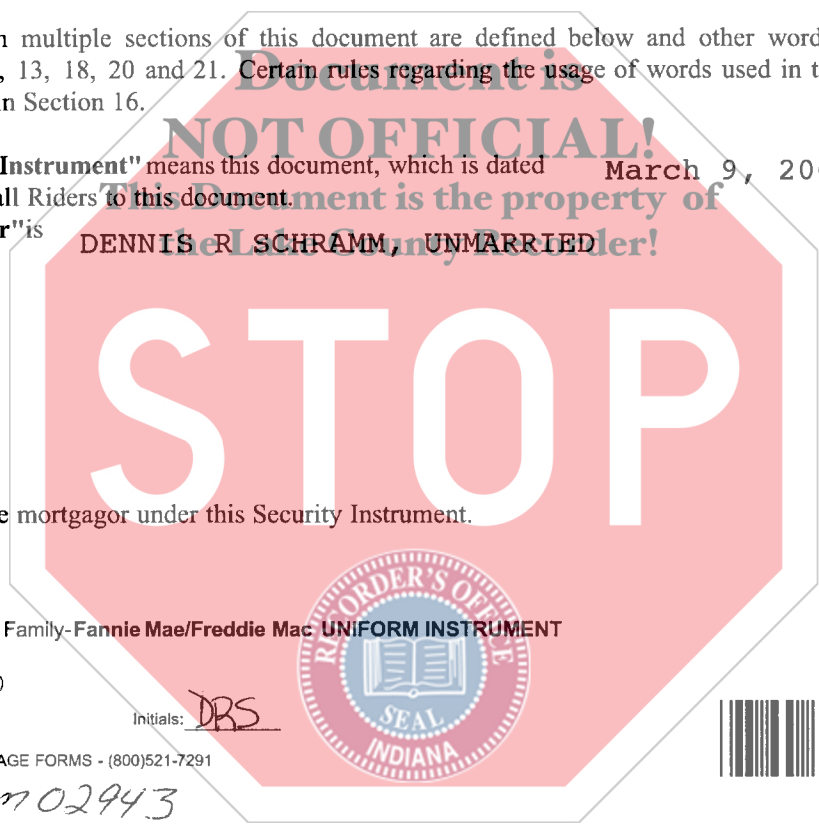 n multiple sections of this document are defined below and other word
, 13, 18, 20 and 21. Certain rules regarding the usage of words used in t
n Section 16.
Document is
NOT OFFICIAL!
This Document is the property of
the Lake County Recorder!
Instrument" means this document, which is dated March 9, 20
all Riders to this document.
r" is
DENNIS R SCHRAMM, UNMARRIED
STOP
e mortgagor under this Security Instrument.
Family-Fannie Mae/Freddie Mac UNIFORM INSTRUMENT
)
Initials: DRS
AGE FORMS - (800)521-7291
02943
RECORDER'S OFFICE
SEAL
INDIANA